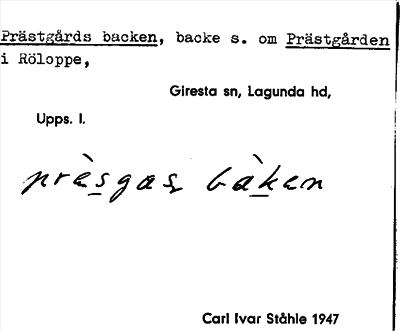 Prästgårds backen, backe s. om Prästgården
i Röloppe,
Giresta sn, Lagunda hd,
Upps. l.
prèsgas bàken
Carl Ivar Ståhle 1947